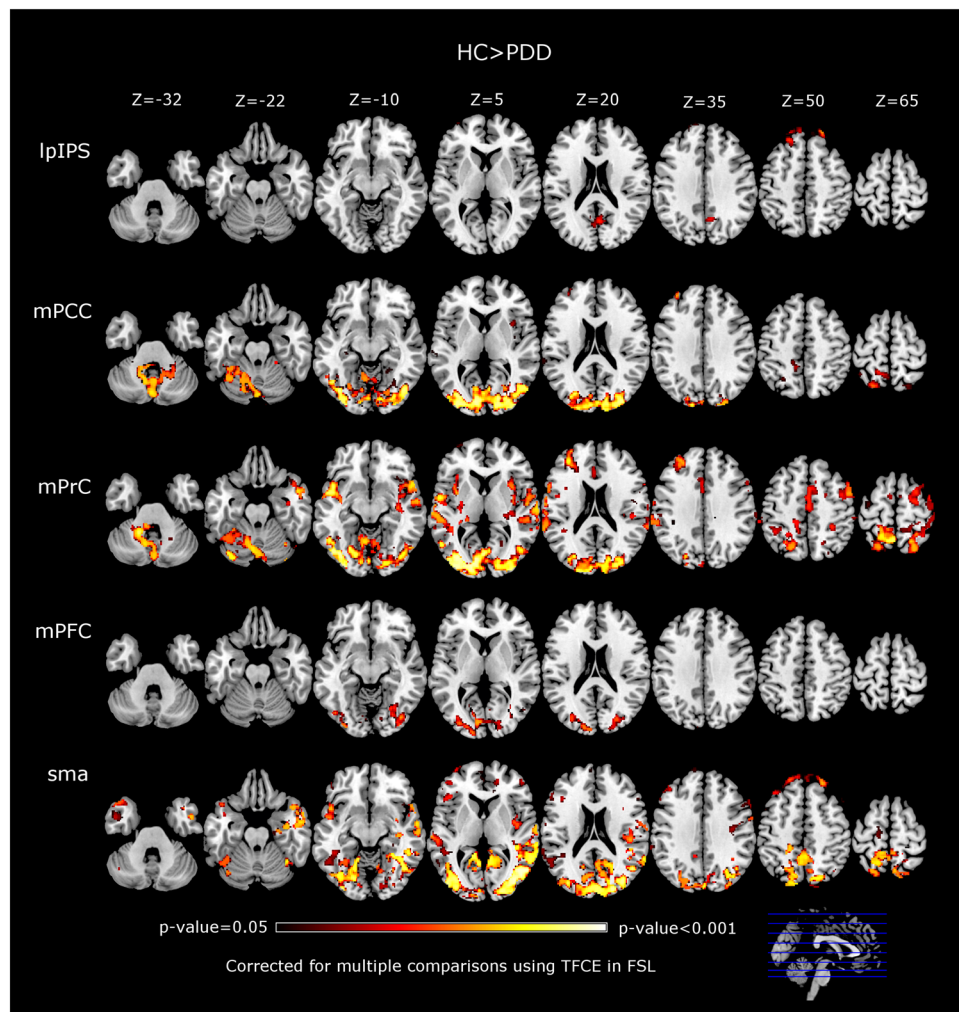 HC>PDD
Z=-32 Z=-22 Z=-10 Z=5 Z=20 Z=35 Z=50 Z=65
lpIPS
mPCC
mPrC
mPFC
sma
p-value=0.05 p-value<0.001
Corrected for multiple comparisons using TFCE in FSL